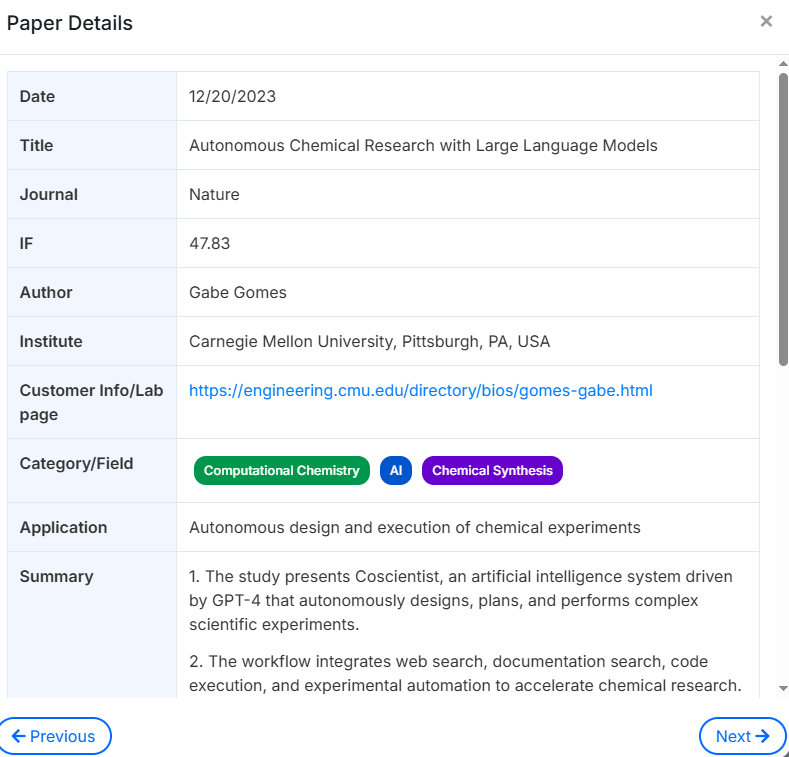 Paper Details
×
Date
12/20/2023
Title
Autonomous Chemical Research with Large Language Models
Journal
Nature
IF
47.83
Author
Gabe Gomes
Institute
Carnegie Mellon University, Pittsburgh, PA, USA
Customer Info/Lab
page
https://engineering.cmu.edu/directory/bios/gomes-gabe.html
Category/Field
Computational Chemistry AI Chemical Synthesis
Application
Autonomous design and execution of chemical experiments
Summary
1. The study presents Coscientist, an artificial intelligence system driven
by GPT-4 that autonomously designs, plans, and performs complex
scientific experiments.
2. The workflow integrates web search, documentation search, code
execution, and experimental automation to accelerate chemical research.
← Previous
Next →